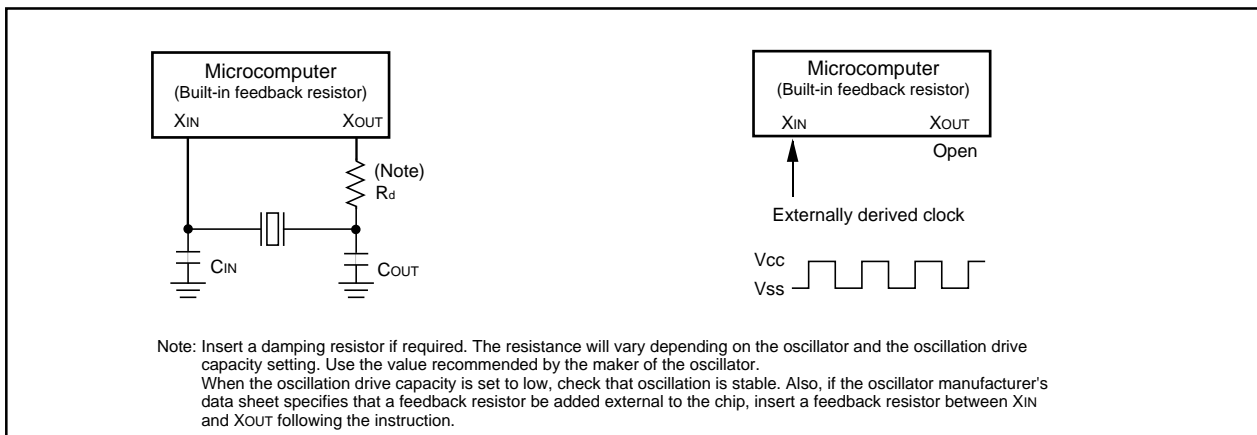 Microcomputer
(Built-in feedback resistor)
XIN XOUT
(Note)
Rd
CIN
COUT
Microcomputer
(Built-in feedback resistor)
XIN XOUT
Open
Externally derived clock
Vcc
Vss
Note: Insert a damping resistor if required. The resistance will vary depending on the oscillator and the oscillation drive
capacity setting. Use the value recommended by the maker of the oscillator.
When the oscillation drive capacity is set to low, check that oscillation is stable. Also, if the oscillator manufacturer's
data sheet specifies that a feedback resistor be added external to the chip, insert a feedback resistor between XIN
and XOUT following the instruction.